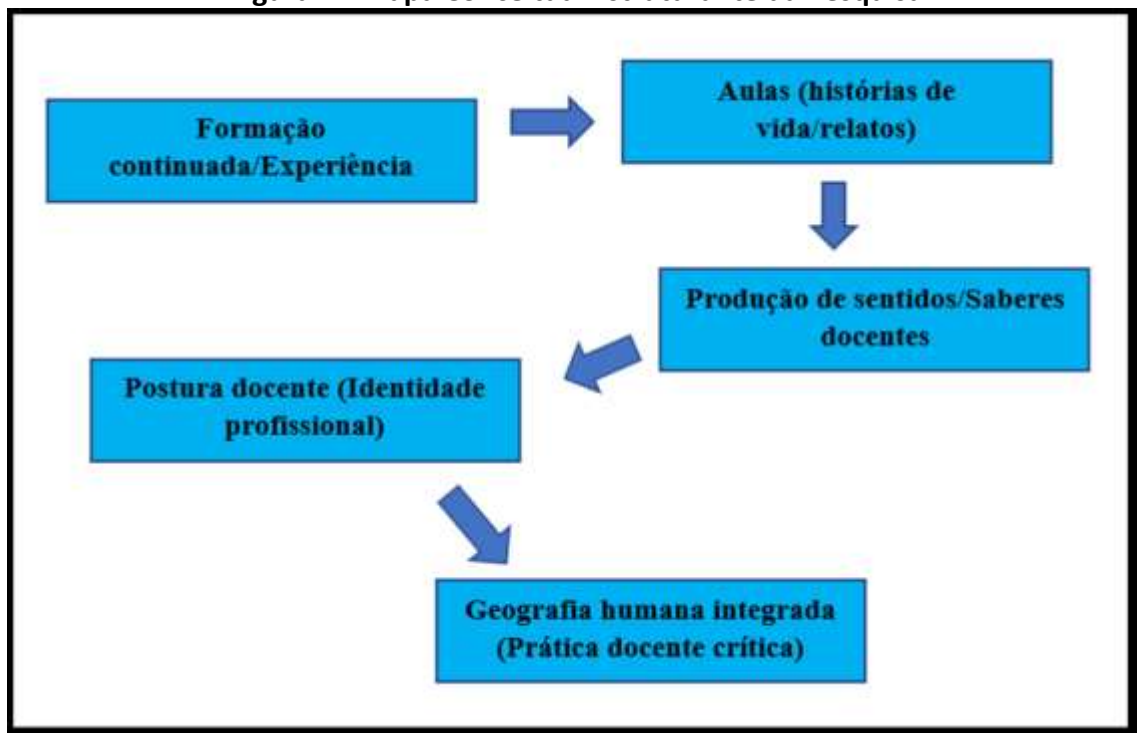 Formação
continuada/Experiência
Aulas (histórias de
vida/relatos)
Produção de sentidos/Saberes
docentes
Postura docente (Identidade
profissional)
Geografia humana integrada
(Prática docente crítica)